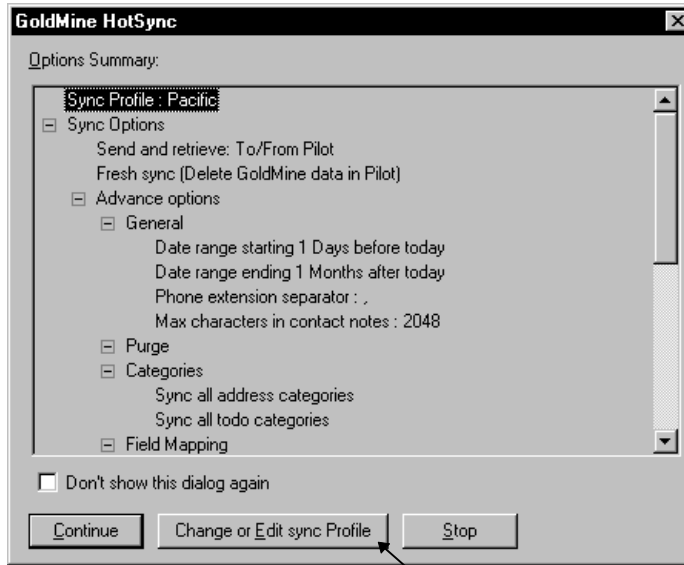 GoldMine HotSync
Options Summary:
Sync Profile : Pacific
Sync Options
Send and retrieve: To/From Pilot
Fresh sync (Delete GoldMine data in Pilot)
Advance options
General
Date range starting 1 Days before today
Date range ending 1 Months after today
Phone extension separator : ,
Max characters in contact notes : 2048
Purge
Categories
Sync all address categories
Sync all todo categories
Field Mapping
Don't show this dialog again
Continue Change or Edit sync Profile Stop